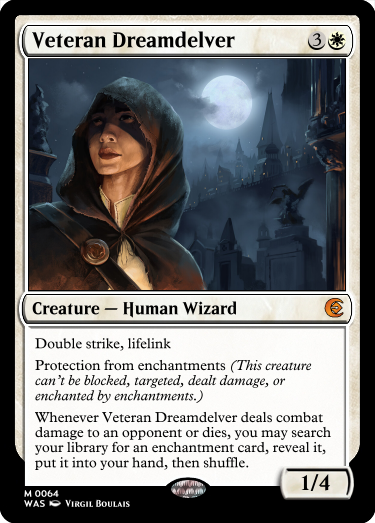 Veteran Dreamdelver 3
Creature — Human Wizard
Double strike, lifelink
Protection from enchantments (This creature
can't be blocked, targeted, dealt damage, or
enchanted by enchantments.)
Whenever Veteran Dreamdelver deals combat
damage to an opponent or dies, you may search
your library for an enchantment card, reveal it,
put it into your hand, then shuffle.
1/4
M 0064
WAS VIRGIL BOULAIS